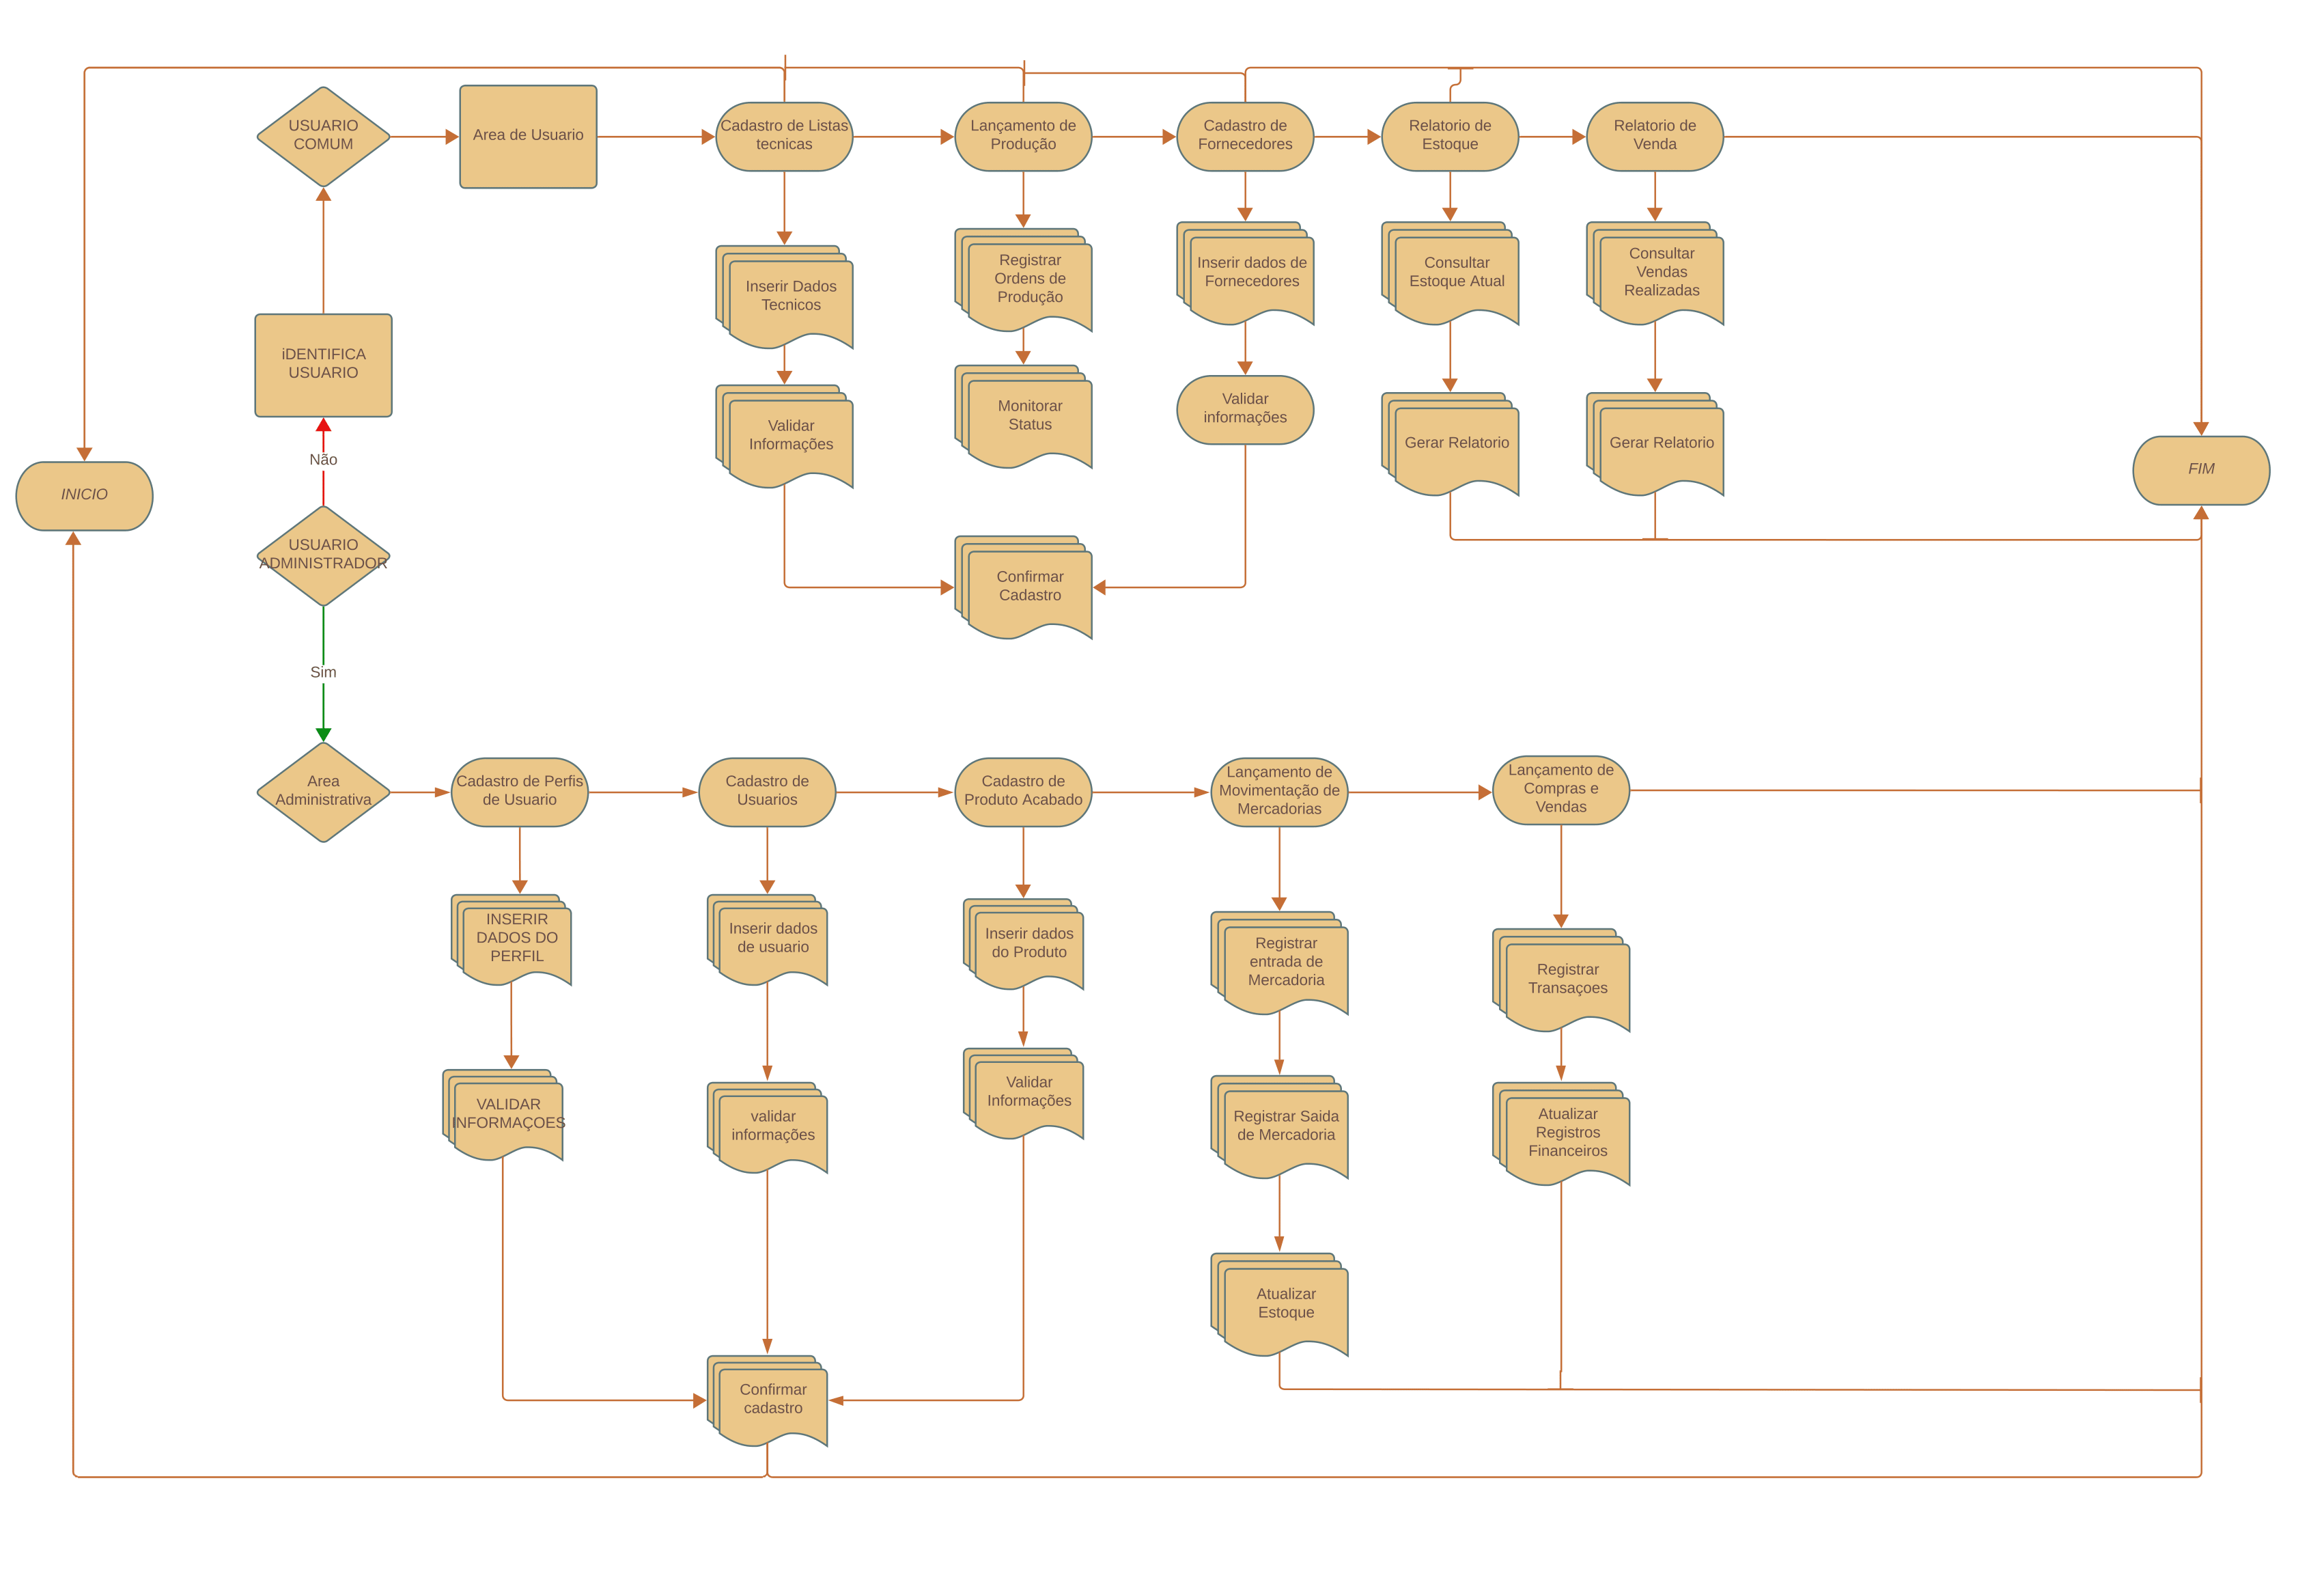 USUARIO
COMUM
Area de Usuario
Cadastro de Listas
tecnicas
Lançamento de
Produção
Cadastro de
Fornecedores
Relatorio de
Estoque
Relatorio de
Venda
Inserir Dados
Tecnicos
Registrar
Ordens de
Produção
Inserir dados de
Fornecedores
Consultar
Estoque Atual
Consultar
Vendas
Realizadas
iDENTIFICA
USUARIO
Validar
Informações
Monitorar
Status
Validar
informações
Gerar Relatorio
Gerar Relatorio
Não
INICIO
FIM
USUARIO
ADMINISTRADOR
Confirmar
Cadastro
Sim
Area
Administrativa
Cadastro de Perfis
de Usuario
Cadastro de
Usuarios
Cadastro de
Produto Acabado
Lançamento de
Movimentação de
Mercadorias
Lançamento de
Compras e
Vendas
INSERIR
DADOS DO
PERFIL
Inserir dados
de usuario
Inserir dados
do Produto
Registrar
entrada de
Mercadoria
Registrar
Transaçoes
VALIDAR
INFORMAÇOES
validar
informações
Validar
Informações
Registrar Saida
de Mercadoria
Atualizar
Registros
Financeiros
Atualizar
Estoque
Confirmar
cadastro